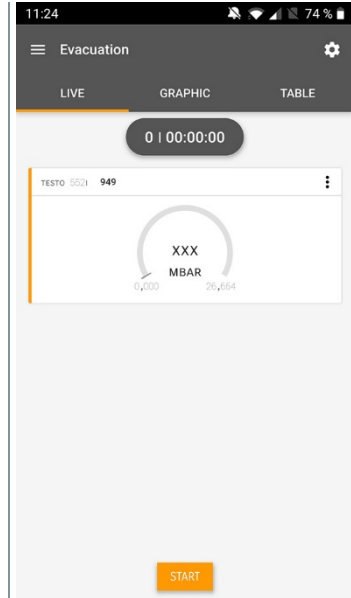 11:24 74 %
Evacuation
LIVE GRAPHIC TABLE
0 | 00:00:00
TESTO 552I 949
XXX
MBAR
0,000 26,664
START